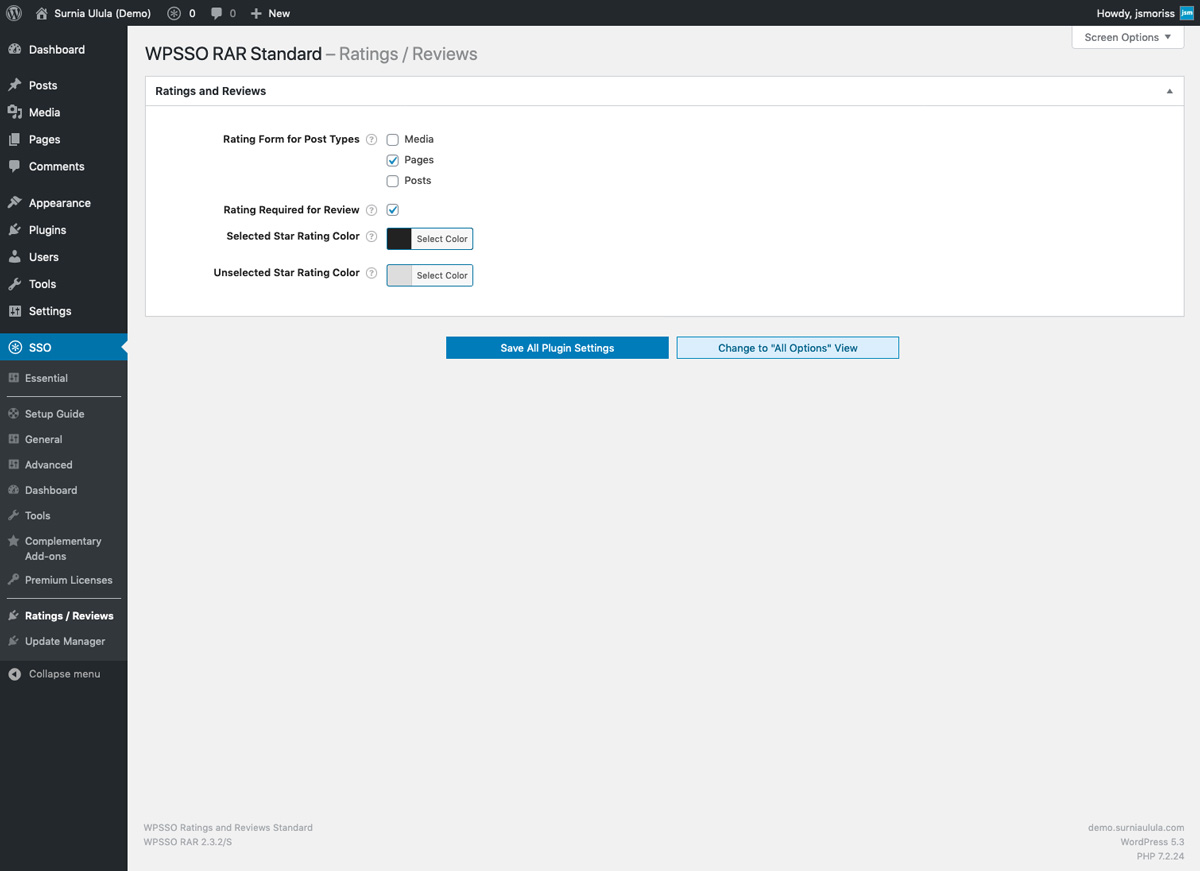 Surnia Ulula (Demo) 0 0 New Howdy, jsmoriss jsm
Screen Options
Dashboard
Posts
Media
Pages
Comments
Appearance
Plugins
Users
Tools
Settings
SSO
Essential
Setup Guide
General
Advanced
Dashboard
Tools
Complementary
Add-ons
Premium Licenses
Ratings / Reviews
Update Manager
Collapse menu
WPSSO RAR Standard – Ratings / Reviews
Ratings and Reviews
Rating Form for Post Types ? Media
Pages
Posts
Rating Required for Review ?
Selected Star Rating Color ? Select Color
Unselected Star Rating Color ? Select Color
Save All Plugin Settings Change to "All Options" View
WPSSO Ratings and Reviews Standard
WPSSO RAR 2.3.2/S
demo.surniaulula.com
WordPress 5.3
PHP 7.2.24